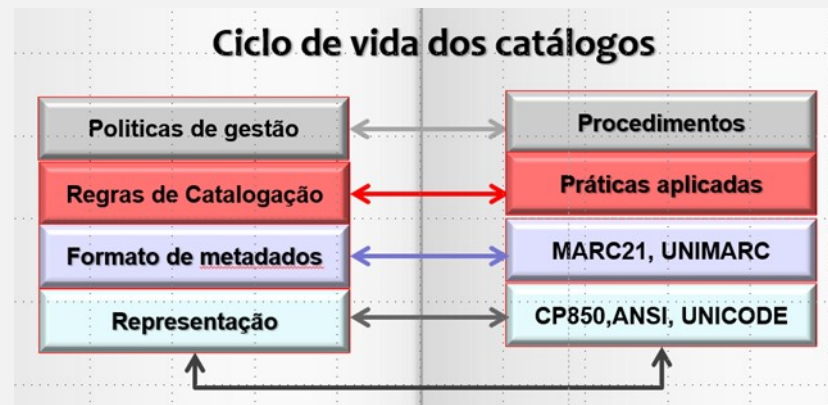 Ciclo de vida dos catálogos
Politicas de gestão
Procedimentos
Regras de Catalogação
Práticas aplicadas
Formato de metadados
MARC21, UNIMARC
Representação
CP850,ANSI, UNICODE